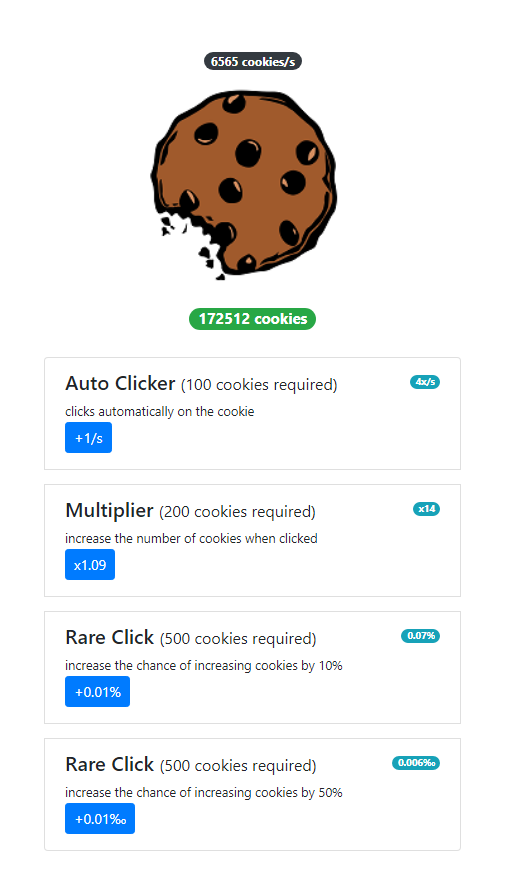 6565 cookies/s
172512 cookies
Auto Clicker (100 cookies required) 4x/s
clicks automatically on the cookie
+1/s
Multiplier (200 cookies required) x14
increase the number of cookies when clicked
x1.09
Rare Click (500 cookies required) 0.07%
increase the chance of increasing cookies by 10%
+0.01%
Rare Click (500 cookies required) 0.006‰
increase the chance of increasing cookies by 50%
+0.01‰